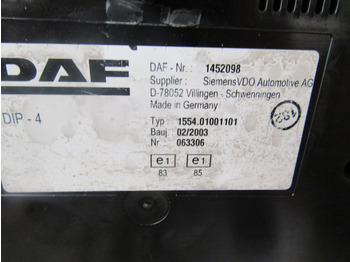 DAF
DAF - Nr.: 1452098
Supplier: SiemensVDO Automotive AG
D-78052 Villingen - Schwenningen
Made in Germany
DIP - 4
Typ 1554.01001101
Bauj 02/2003
Nr 063306
e1 e1
83 85